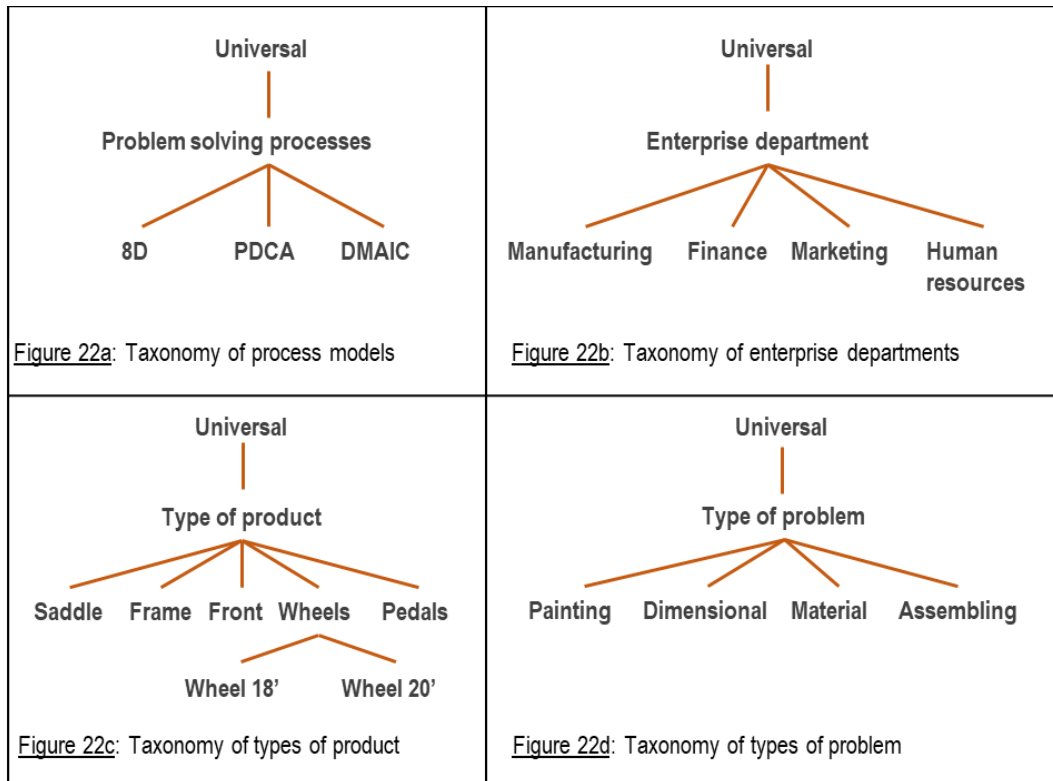 Universal
Problem solving processes
8D PDCA DMAIC
Figure 22a: Taxonomy of process models
Universal
Enterprise department
Manufacturing Finance Marketing Human
resources
Figure 22b: Taxonomy of enterprise departments
Universal
Type of product
Saddle Frame Front Wheels Pedals
Wheel 18’ Wheel 20’
Figure 22c: Taxonomy of types of product
Universal
Type of problem
Painting Dimensional Material Assembling
Figure 22d: Taxonomy of types of problem